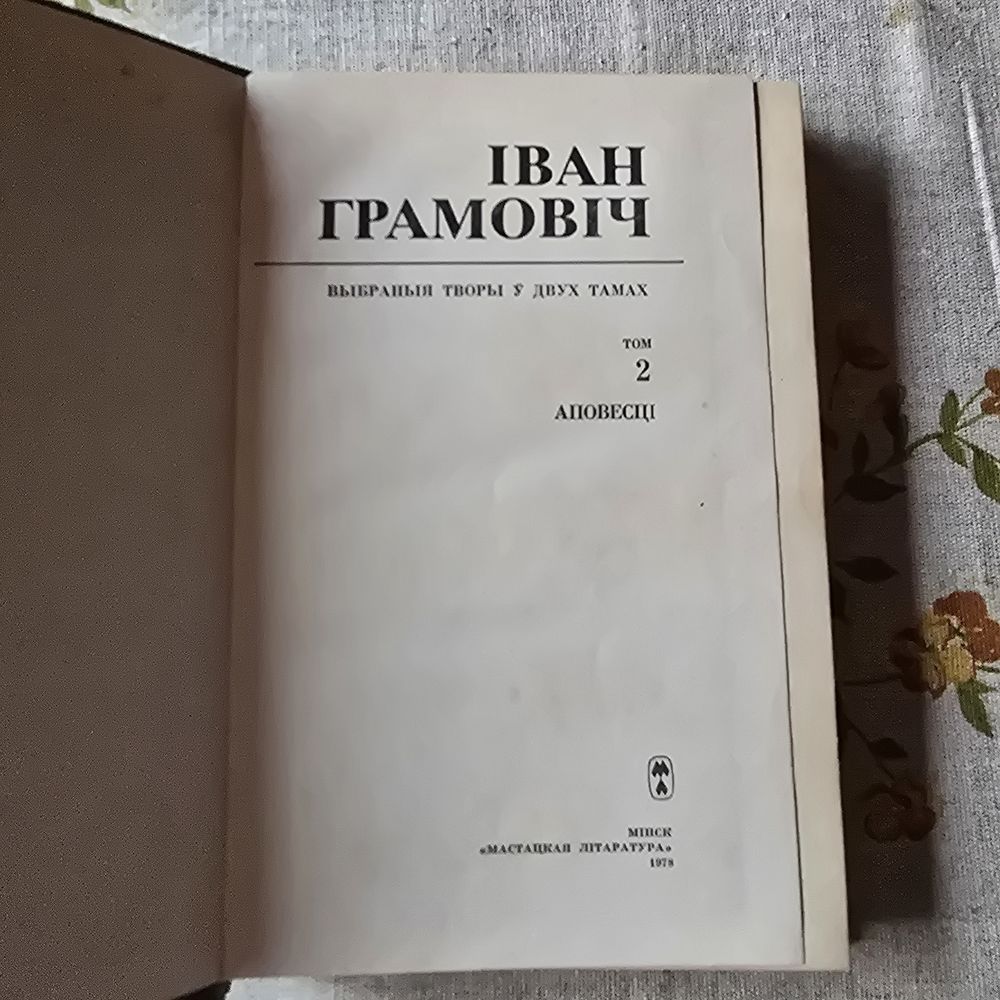 ІВАН
ГРАМОВІЧ
ВЫБРАНЫЯ ТВОРЫ Ў ДВУХ ТАМАХ
ТОМ
2
АПОВЕСЦІ
МІНСК
«МАСТАЦКАЯ ЛІТАРАТУРА»
1978